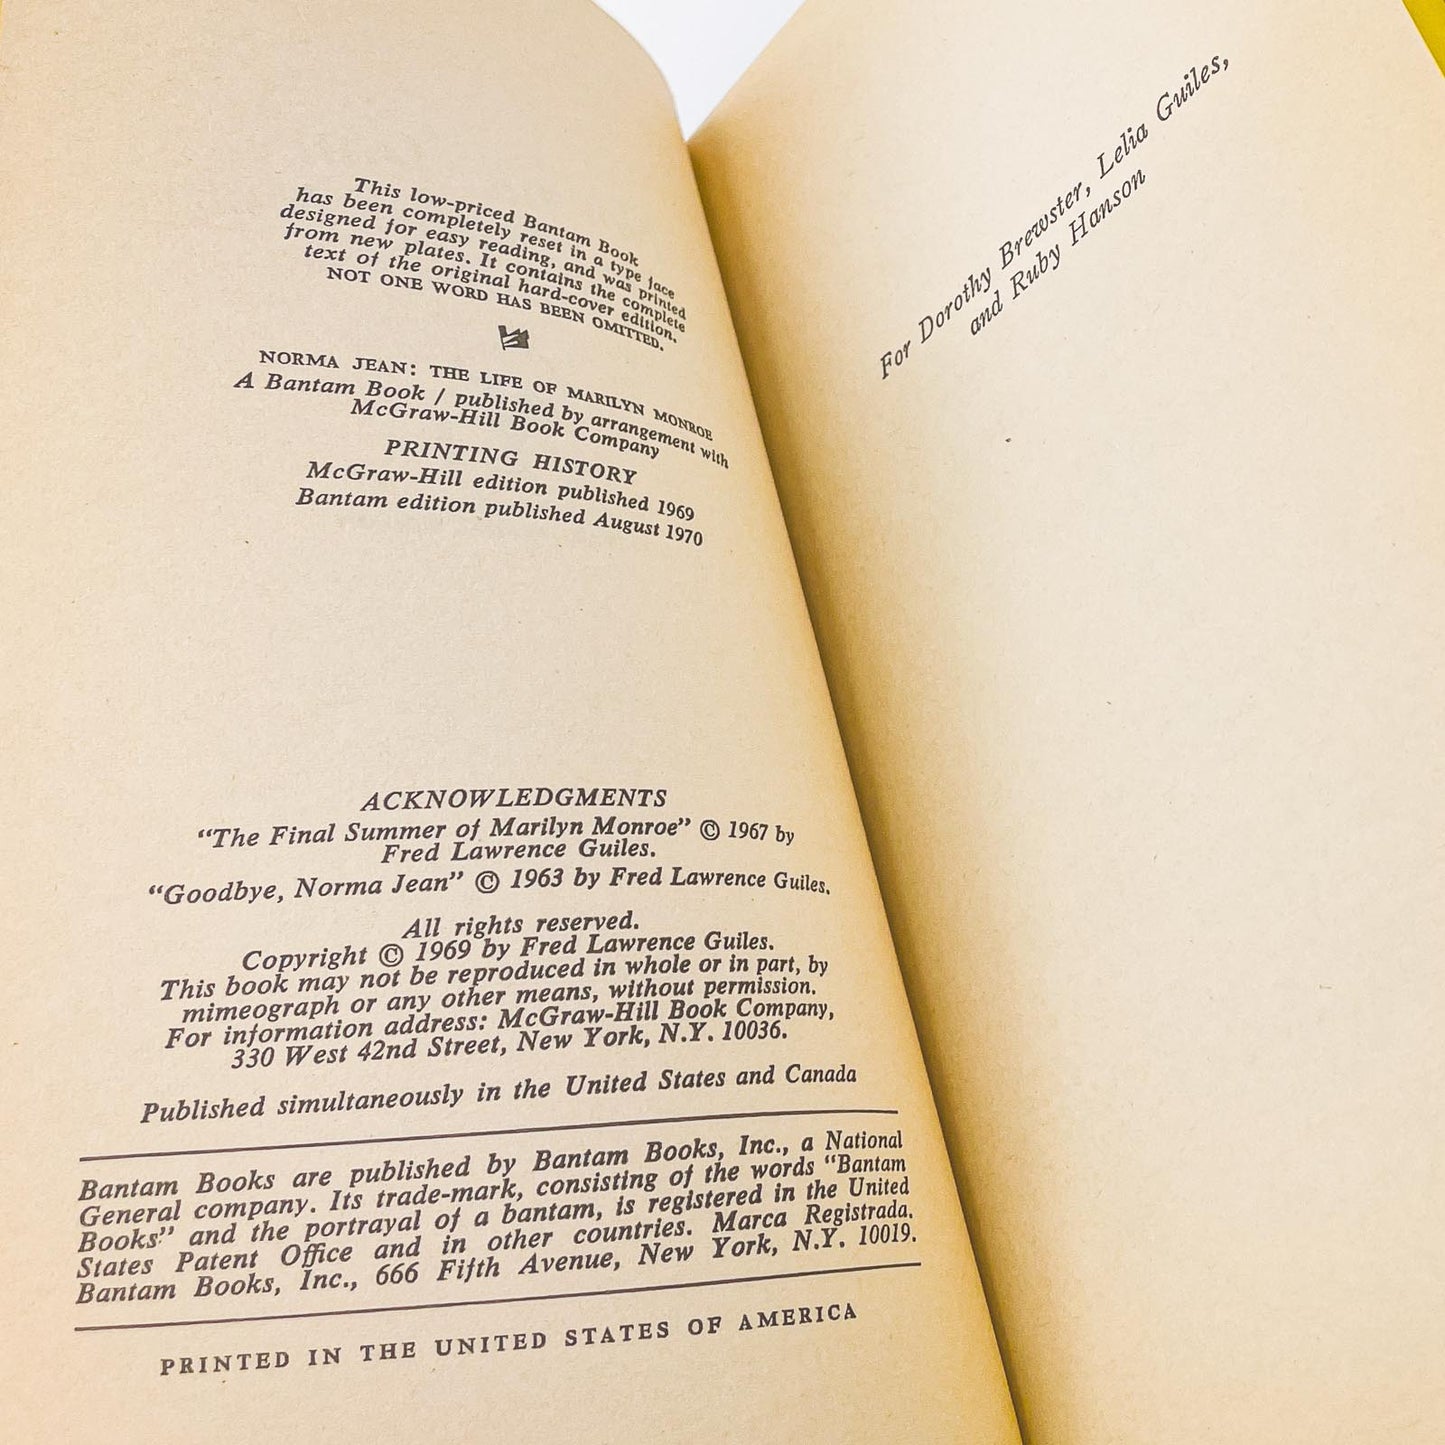 This low-priced Bantam Book
has been completely reset in a type face
designed for easy reading, and was printed
from new plates. It contains the complete
text of the original hard-cover edition.
NOT ONE WORD HAS BEEN OMITTED.
NORMA JEAN: THE LIFE OF MARILYN MONROE
A Bantam Book / published by arrangement with
McGraw-Hill Book Company
PRINTING HISTORY
McGraw-Hill edition published 1969
Bantam edition published August 1970
ACKNOWLEDGMENTS
“The Final Summer of Marilyn Monroe” © 1967 by
Fred Lawrence Guiles.
“Goodbye, Norma Jean” © 1963 by Fred Lawrence Guiles.
All rights reserved.
Copyright © 1969 by Fred Lawrence Guiles.
This book may not be reproduced in whole or in part, by
mimeograph or any other means, without permission.
For information address: McGraw-Hill Book Company,
330 West 42nd Street, New York, N.Y. 10036.
Published simultaneously in the United States and Canada
Bantam Books are published by Bantam Books, Inc., a National
General company. Its trade-mark, consisting of the words “Bantam
Books” and the portrayal of a bantam, is registered in the United
States Patent Office and in other countries. Marca Registrada.
Bantam Books, Inc., 666 Fifth Avenue, New York, N.Y. 10019.
PRINTED IN THE UNITED STATES OF AMERICA
For Dorothy Brewster, Lelia Guiles,
and Ruby Hanson